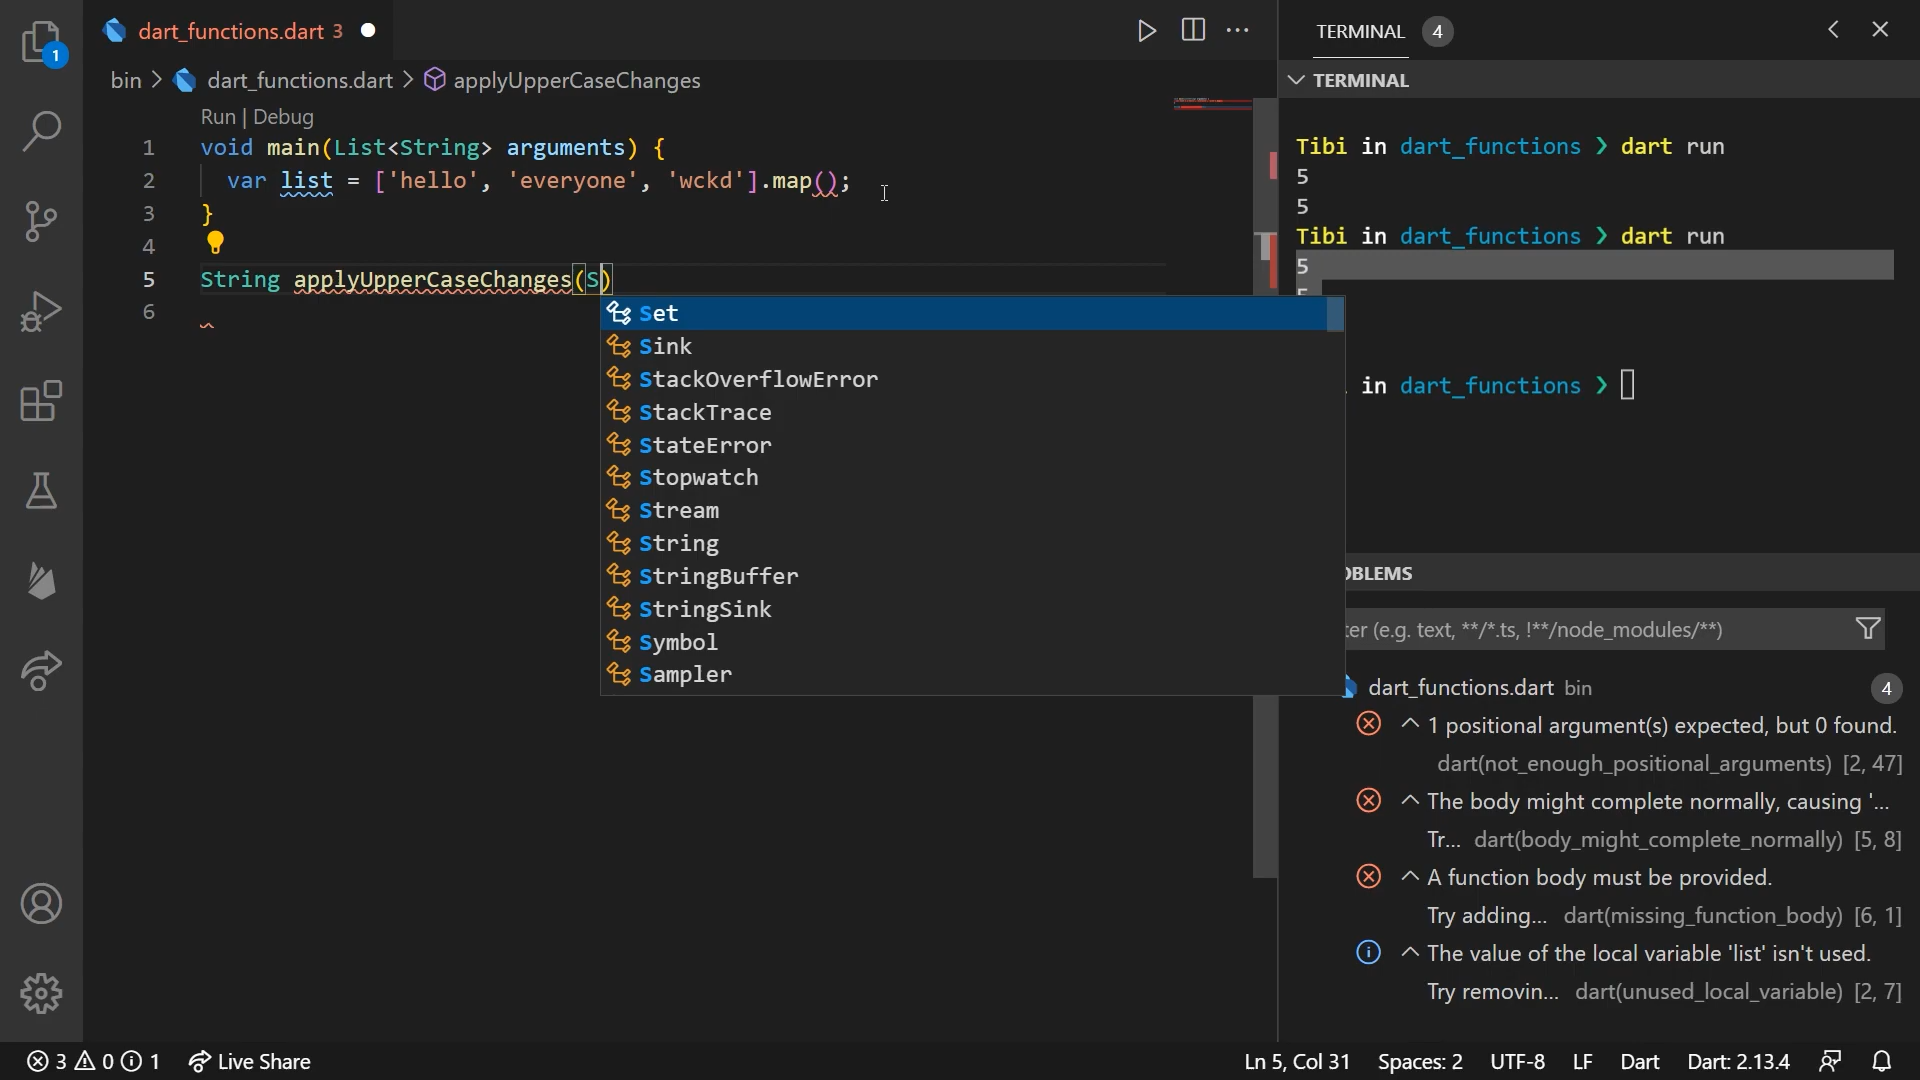 1
dart_functions.dart 3
bin > dart_functions.dart > applyUpperCaseChanges
Run | Debug
1 void main(List<String> arguments) {
2 var list = ['hello', 'everyone', 'wckd'].map();
3 }
4
5 String applyUpperCaseChanges(S)
6
Set
Sink
StackOverflowError
StackTrace
StateError
Stopwatch
Stream
String
StringBuffer
StringSink
Symbol
Sampler
TERMINAL 4
TERMINAL
Tibi in dart_functions ❯ dart run
5
5
Tibi in dart_functions ❯ dart run
5
in dart_functions ❯
OBLEMS
ter (e.g. text, **/*.ts, !**/node_modules/**)
dart_functions.dart bin 4
1 positional argument(s) expected, but 0 found.
dart(not_enough_positional_arguments) [2, 47]
The body might complete normally, causing '...
Tr... dart(body_might_complete_normally) [5, 8]
A function body must be provided.
Try adding... dart(missing_function_body) [6, 1]
The value of the local variable 'list' isn't used.
Try removin... dart(unused_local_variable) [2, 7]
3 0 1 Live Share
Ln 5, Col 31 Spaces: 2 UTF-8 LF Dart Dart: 2.13.4